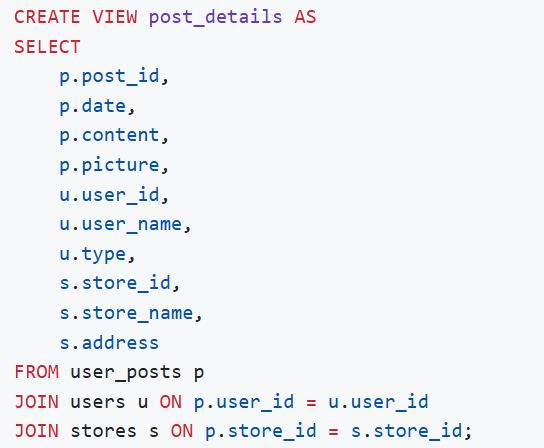 CREATE VIEW post_details AS
SELECT
    p.post_id,
    p.date,
    p.content,
    p.picture,
    u.user_id,
    u.user_name,
    u.type,
    s.store_id,
    s.store_name,
    s.address
FROM user_posts p
JOIN users u ON p.user_id = u.user_id
JOIN stores s ON p.store_id = s.store_id;